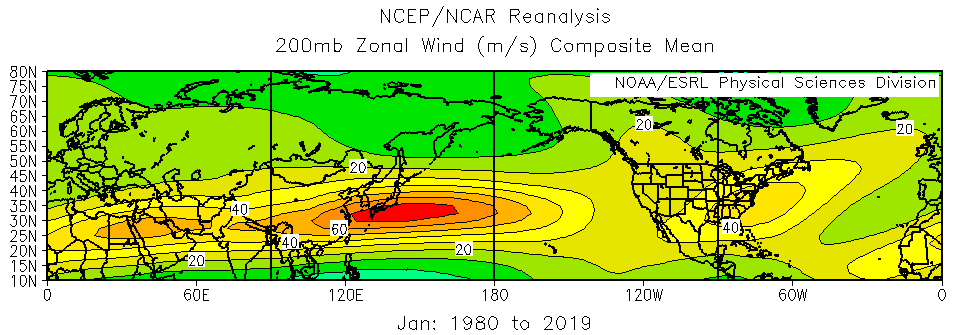 NCEP/NCAR Reanalysis
200mb Zonal Wind (m/s) Composite Mean
NOAA/ESRL Physical Sciences Division
80N
75N
70N
65N
60N
55N
50N
45N
40N
35N
30N
25N
20N
15N
10N
20
20
20
40
60
40
40
20
20
0 60E 120E 180 120W 60W 0
Jan: 1980 to 2019